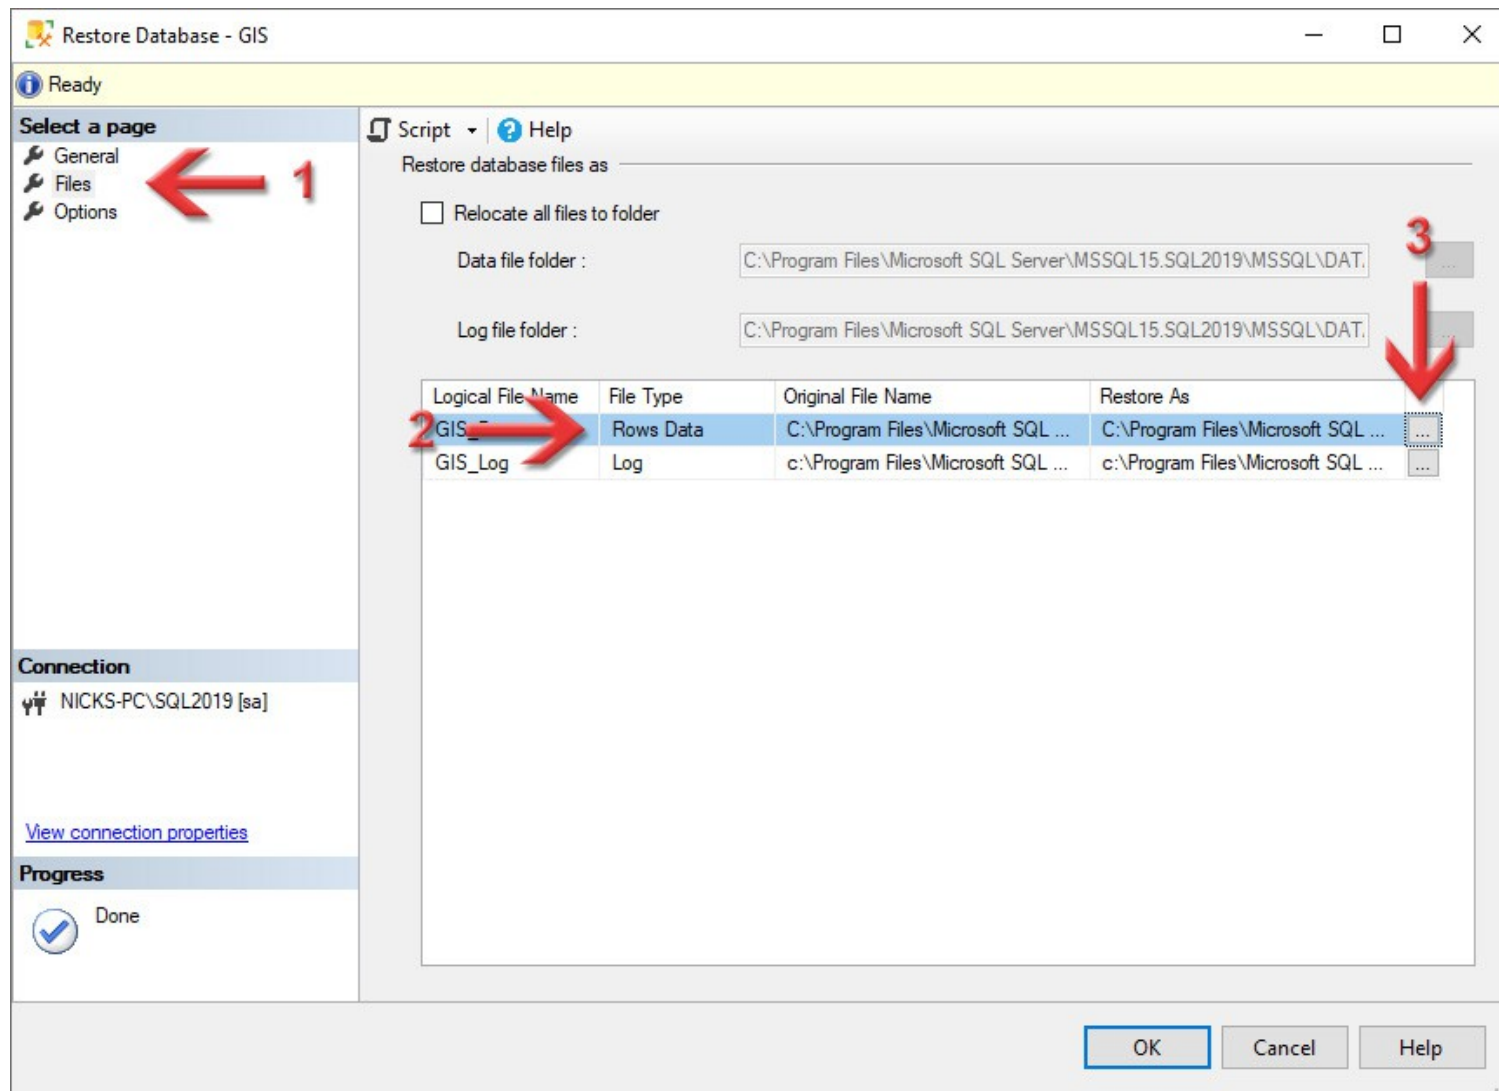 Restore Database - GIS
Ready
Select a page
General
Files
Options
1
Script
Help
Restore database files as
Relocate all files to folder
3
Data file folder :
C:\Program Files\Microsoft SQL Server\MSSQL15.SQL2019\MSSQL\DAT
...
Log file folder :
C:\Program Files\Microsoft SQL Server\MSSQL15.SQL2019\MSSQL\DAT
...
Logical File Name File Type Original File Name Restore As
2
Rows Data C:\Program Files\Microsoft SQL ... C:\Program Files\Microsoft SQL ... ...
GIS_Log Log c:\Program Files\Microsoft SQL ... c:\Program Files\Microsoft SQL ... ...
Connection
NICKS-PC\SQL2019 [sa]
View connection properties
Progress
Done
OK Cancel Help